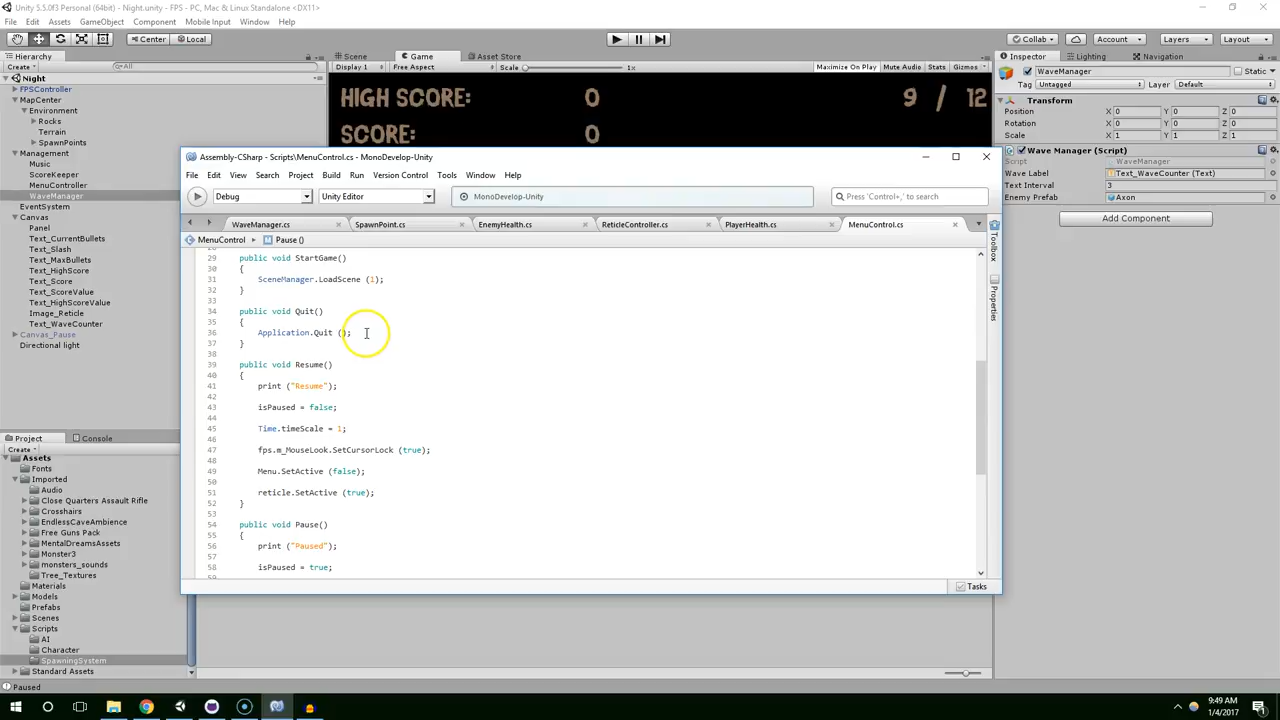 Unity 5.5.0f3 Personal (64bit) - Night.unity - FPS - PC, Mac & Linux Standalone <DX11>
File Edit Assets GameObject Component Mobile Input Window Help
Center Local Collab Account Layers Layout
Hierarchy
Create All
Night
FPSController
MapCenter
Environment
Rocks
Terrain
SpawnPoints
Management
Music
ScoreKeeper
MenuController
WaveManager
EventSystem
Canvas
Panel
Text_CurrentBullets
Text_Slash
Text_MaxBullets
Text_HighScore
Text_Score
Text_ScoreValue
Text_HighScoreValue
Image_Reticle
Text_WaveCounter
Canvas_Pause
Directional light
Scene Game Asset Store
Display 1 Free Aspect Scale 1x Maximize On Play Mute Audio Stats Gizmos
HIGH SCORE: 0 9 / 12
SCORE: 0
Assembly-CSharp - Scripts\MenuControl.cs - MonoDevelop-Unity
File Edit View Search Project Build Run Version Control Tools Window Help
Debug Unity Editor MonoDevelop-Unity Press 'Control+,' to search
WaveManager.cs SpawnPoint.cs EnemyHealth.cs ReticleController.cs PlayerHealth.cs MenuControl.cs
MenuControl Pause ()
29 public void StartGame()
30 {
31 SceneManager.LoadScene (1);
32 }
33
34 public void Quit()
35 {
36 Application.Quit ();
37 }
38
39 public void Resume()
40 {
41 print ("Resume");
42
43 isPaused = false;
44
45 Time.timeScale = 1;
46
47 fps.m_MouseLook.SetCursorLock (true);
48
49 Menu.SetActive (false);
50
51 reticle.SetActive (true);
52 }
53
54 public void Pause()
55 {
56 print ("Paused");
57
58 isPaused = true;
Toolbox
Properties
Tasks
Inspector Lighting Navigation
WaveManager Static
Tag Untagged Layer Default
Transform
Position X 0 Y 0 Z 0
Rotation X 0 Y 0 Z 0
Scale X 1 Y 1 Z 1
Wave Manager (Script)
Script WaveManager
Wave Label Text_WaveCounter (Text)
Text Interval 3
Enemy Prefab Axon
Add Component
Project Console
Create
Assets
Fonts
Imported
Audio
Close Quarters Assault Rifle
Crosshairs
EndlessCaveAmbience
Free Guns Pack
MentalDreamsAssets
Monster3
monsters_sounds
Tree_Textures
Materials
Models
Prefabs
Scenes
Scripts
AI
Character
SpawningSystem
Standard Assets
Paused
9:49 AM
1/4/2017